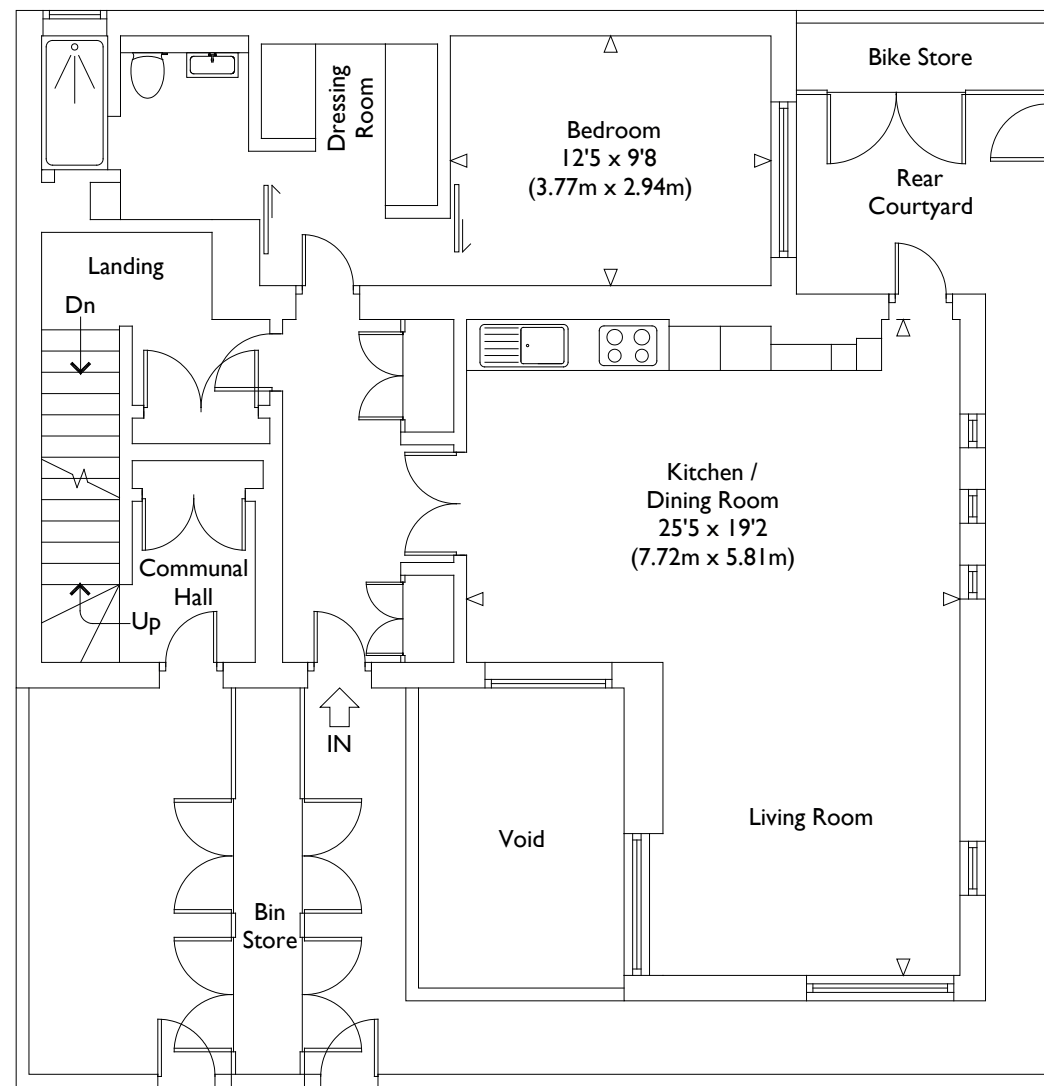 Bike Store
Dressing
Room
Bedroom
12'5 x 9'8
(3.77m x 2.94m)
Rear
Courtyard
Landing
Dn
Kitchen /
Dining Room
25'5 x 19'2
(7.72m x 5.81m)
Communal
Hall
Up
IN
Living Room
Void
Bin
Store